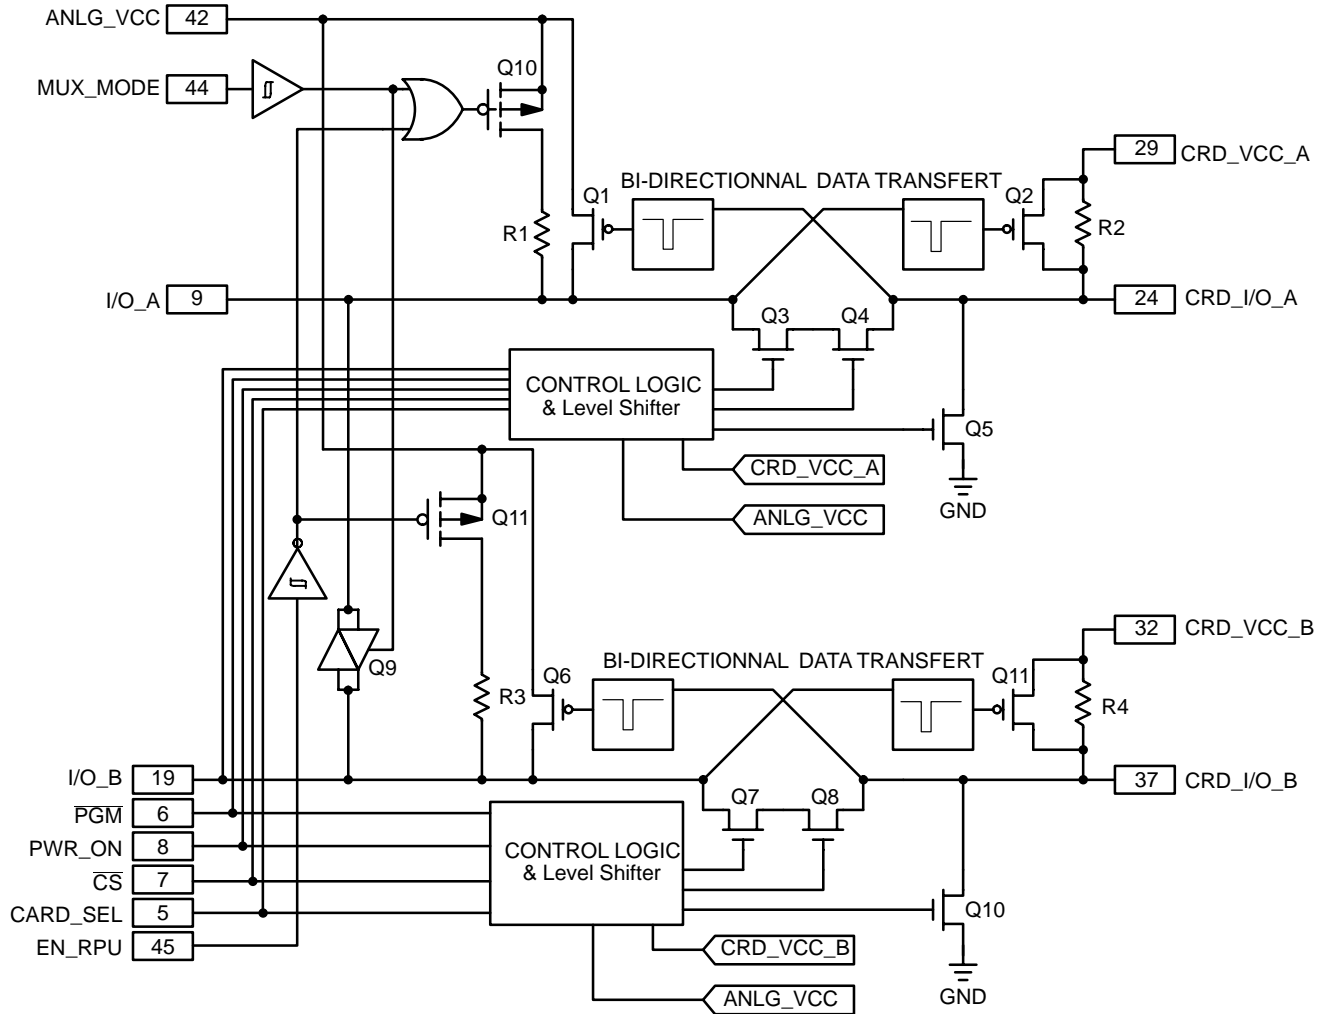 ANLG_VCC 42
MUX_MODE 44
Q10
29 CRD_VCC_A
BI-DIRECTIONNAL DATA TRANSFERT
Q1
Q2
R1
R2
I/O_A 9
24 CRD_I/O_A
Q3 Q4
CONTROL LOGIC
& Level Shifter
Q5
CRD_VCC_A
GND
ANLG_VCC
Q11
Q9
32 CRD_VCC_B
BI-DIRECTIONNAL DATA TRANSFERT
Q6
Q11
R3
R4
I/O_B 19
37 CRD_I/O_B
Q7 Q8
PGM 6
PWR_ON 8
CONTROL LOGIC
& Level Shifter
CS 7
CARD_SEL 5
Q10
EN_RPU 45
CRD_VCC_B
GND
ANLG_VCC